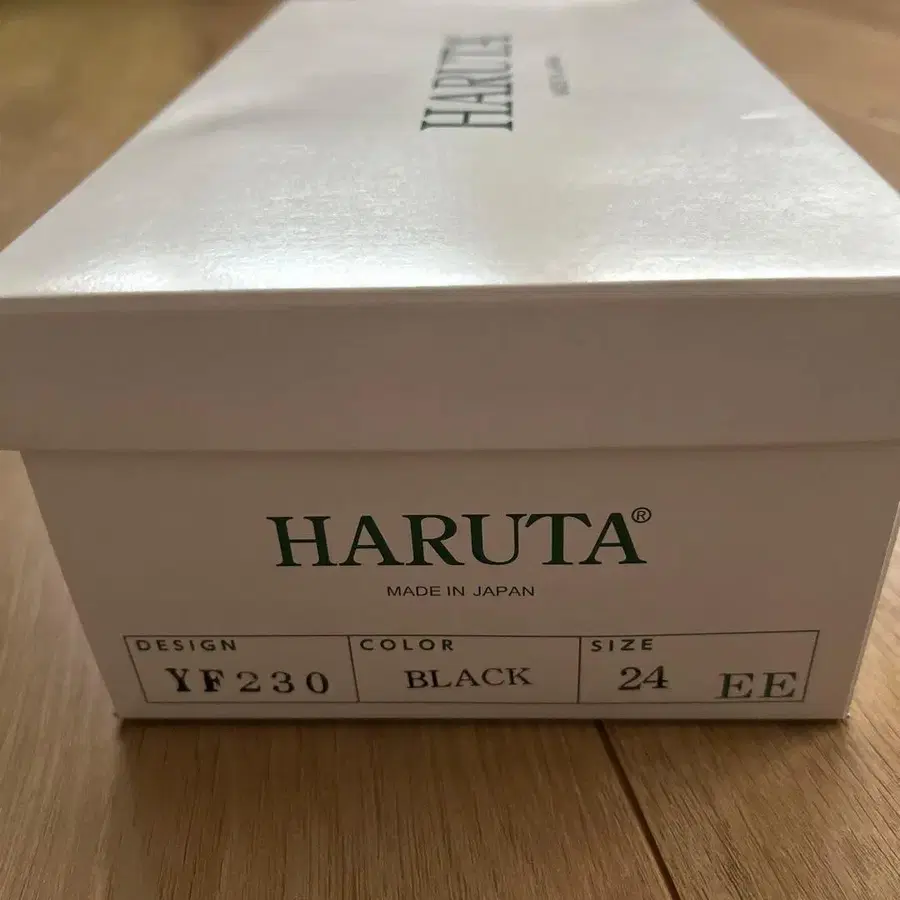 HARUTA
HARUTA®
MADE IN JAPAN
DESIGN COLOR SIZE
YF230 BLACK 24 EE